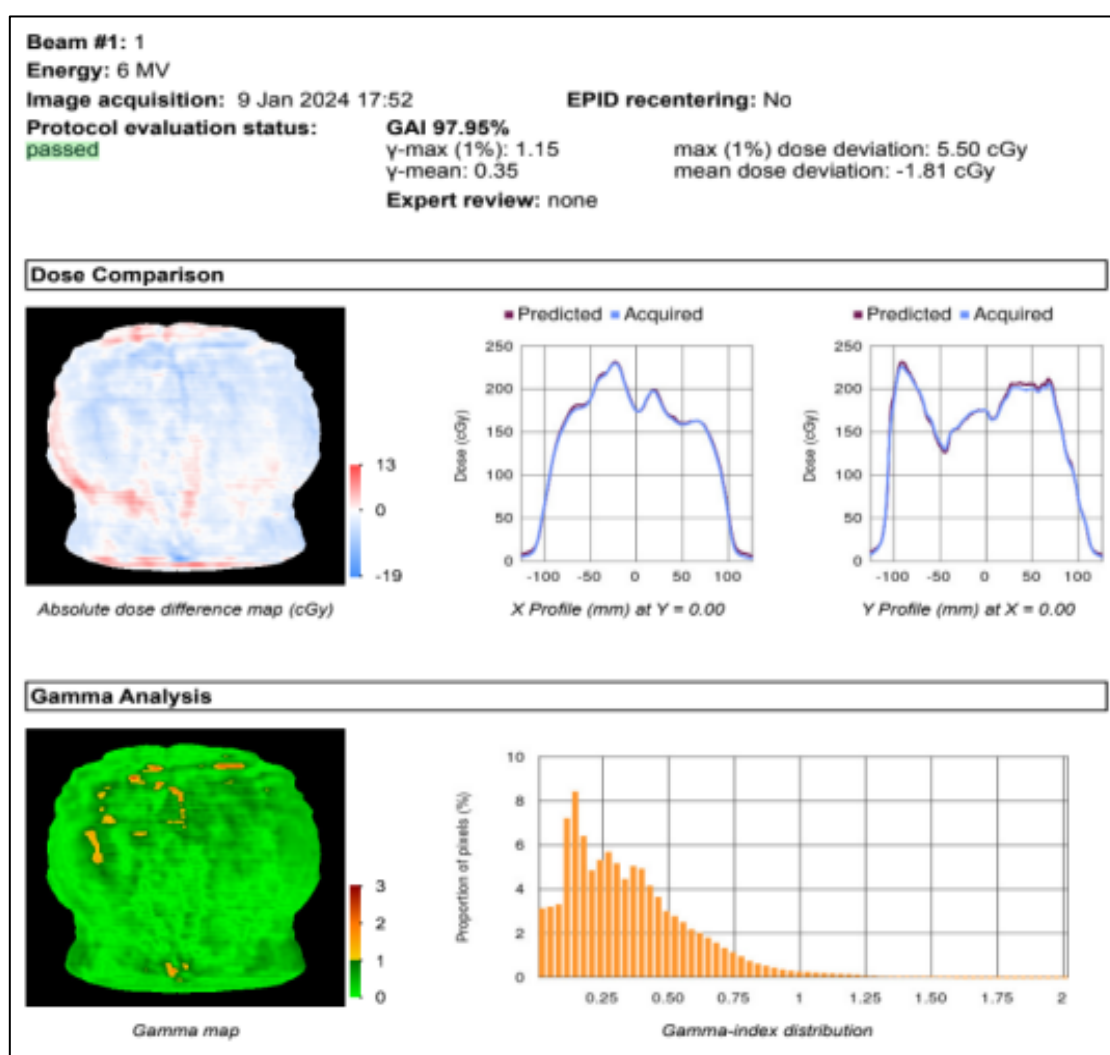 Beam #1: 1
Energy: 6 MV
Image acquisition: 9 Jan 2024 17:52 EPID recentering: No
Protocol evaluation status: GAI 97.95%
passed γ-max (1%): 1.15 max (1%) dose deviation: 5.50 cGy
γ-mean: 0.35 mean dose deviation: -1.81 cGy
Expert review: none
Dose Comparison
13
0
-19
Absolute dose difference map (cGy)
Predicted Acquired
Dose (cGy)
250
200
150
100
50
0
-100 -50 0 50 100
X Profile (mm) at Y = 0.00
Predicted Acquired
Dose (cGy)
250
200
150
100
50
0
-100 -50 0 50 100
Y Profile (mm) at X = 0.00
Gamma Analysis
3
2
1
0
Gamma map
Proportion of pixels (%)
10
8
6
4
2
0
0.25 0.50 0.75 1 1.25 1.50 1.75 2
Gamma-index distribution